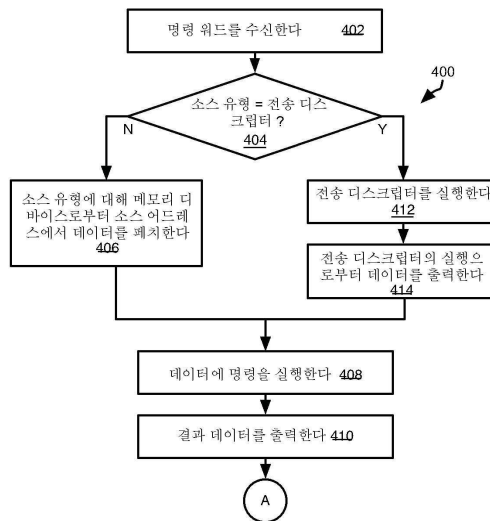 명령 워드를 수신한다 402
400
소스 유형 = 전송 디스
크립터 ?
404
N
Y
소스 유형에 대해 메모리 디
바이스로부터 소스 어드레
스에서 데이터를 페치한다
406
전송 디스크립터를 실행한다
412
전송 디스크립터의 실행으
로부터 데이터를 출력한다
414
데이터에 명령을 실행한다 408
결과 데이터를 출력한다 410
A